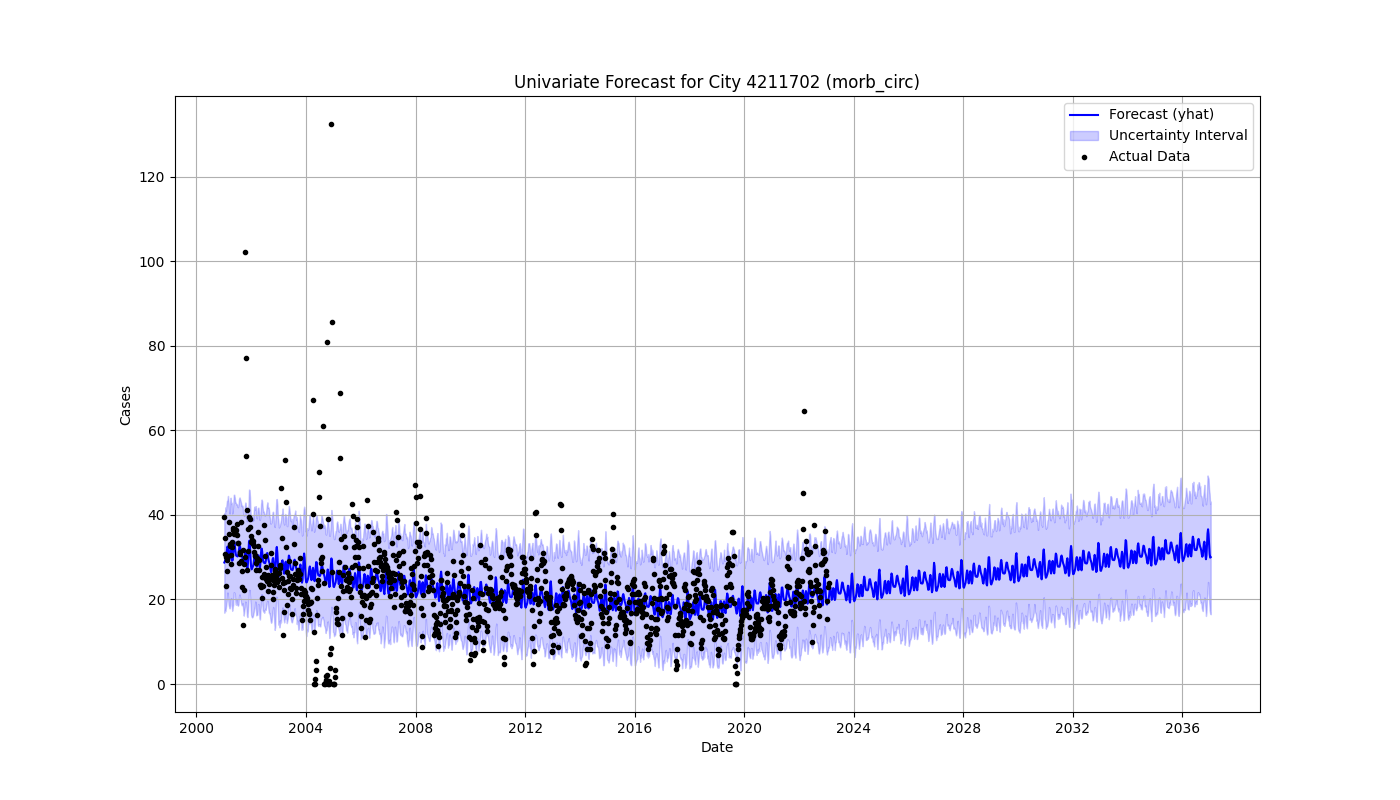 Univariate Forecast for City 4211702 (morb_circ)
Forecast (yhat)
Uncertainty Interval
Actual Data
Cases
120
100
80
60
40
20
0
2000 2004 2008 2012 2016 2020 2024 2028 2032 2036
Date